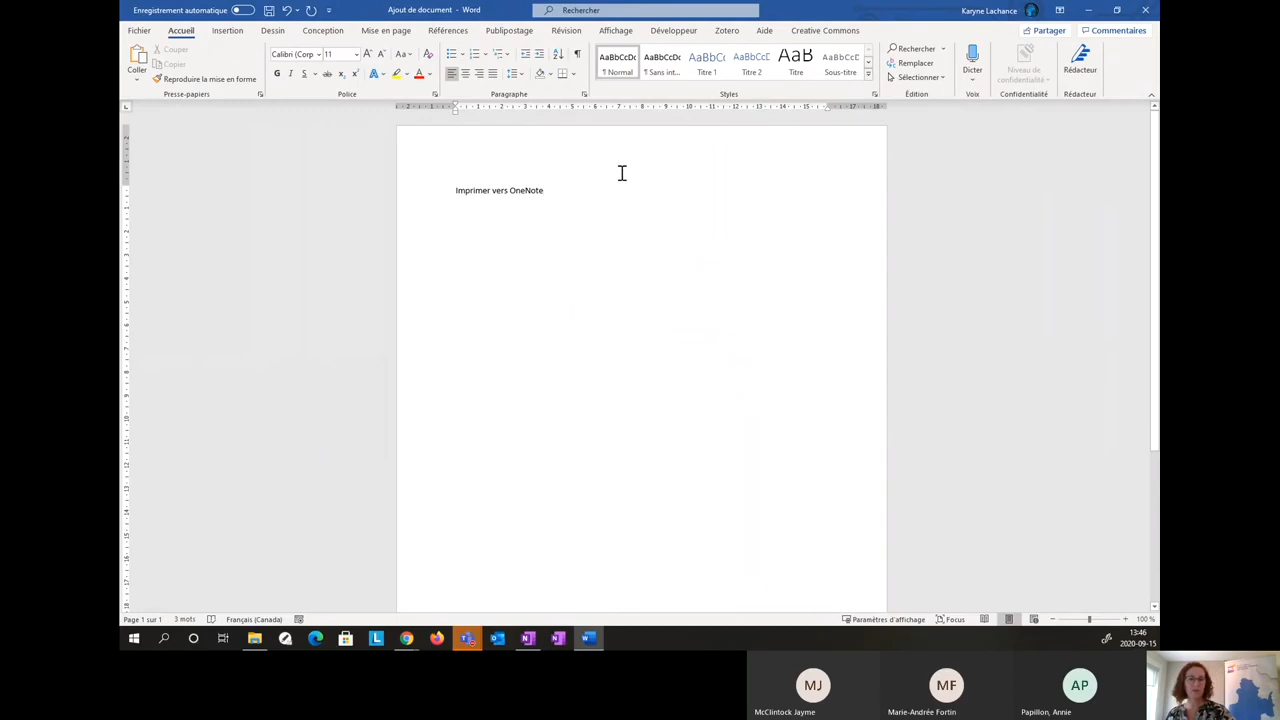 Enregistrement automatique
Ajout de document - Word
Rechercher
Karyne Lachance
Fichier Accueil Insertion Dessin Conception Mise en page Références Publipostage Révision Affichage Développeur Zotero Aide Creative Commons
Partager Commentaires
Coller
Couper
Copier
Reproduire la mise en forme
Calibri (Corp 11
G I S
AaBbCcDc AaBbCcDc AaBbCc AaBbCcC AaB AaBbCcC
¶ Normal ¶ Sans int... Titre 1 Titre 2 Titre Sous-titre
Rechercher
Remplacer
Sélectionner
Dicter
Niveau de confidentialité
Rédacteur
Presse-papiers Police Paragraphe Styles Édition Voix Confidentialité Rédacteur
Imprimer vers OneNote
Page 1 sur 1 3 mots Français (Canada)
Paramètres d'affichage Focus 100 %
13:46
2020-09-15
MJ MF AP
McClintock Jayme Marie-Andrée Fortin Papillon, Annie